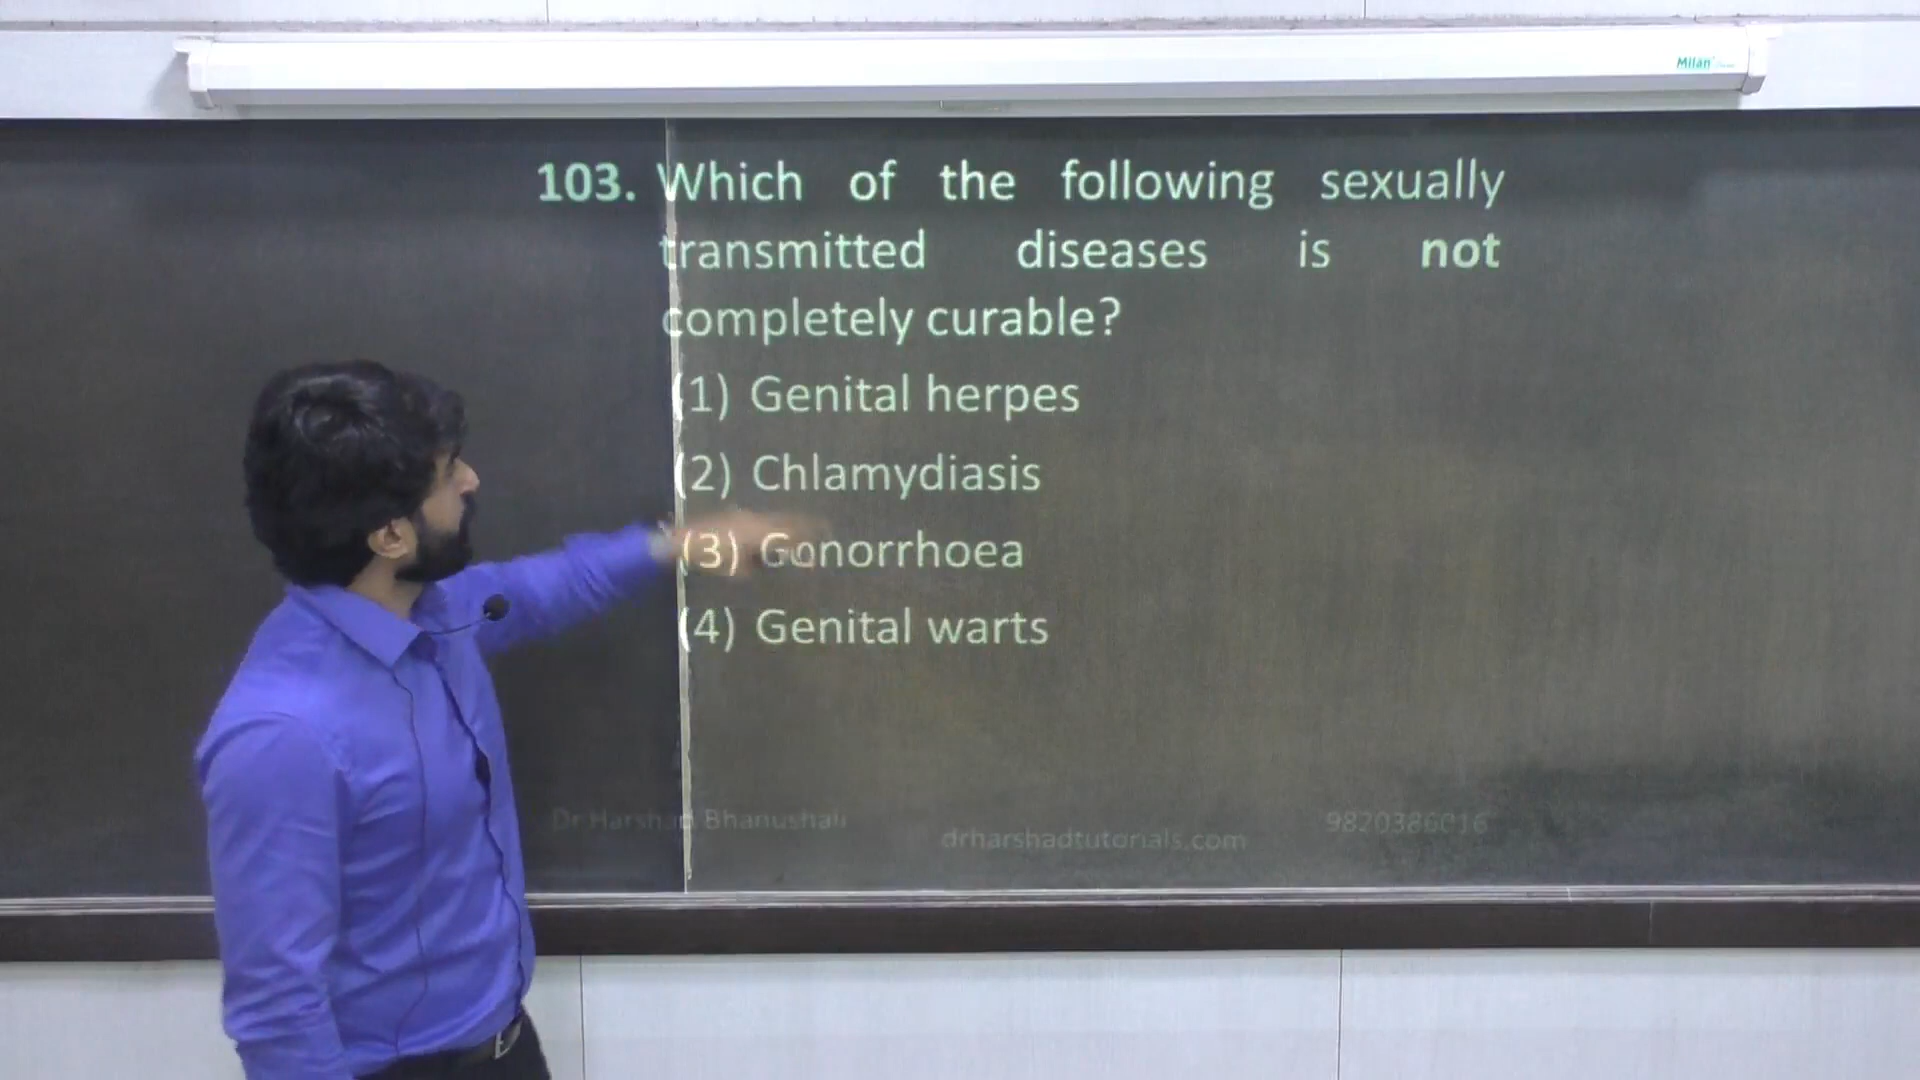 Milan
103. Which of the following sexually
transmitted diseases is not
completely curable?
(1) Genital herpes
(2) Chlamydiasis
(3) Gonorrhoea
(4) Genital warts
Dr Harshad Bhanushali
drharshadtutorials.com
9820386016